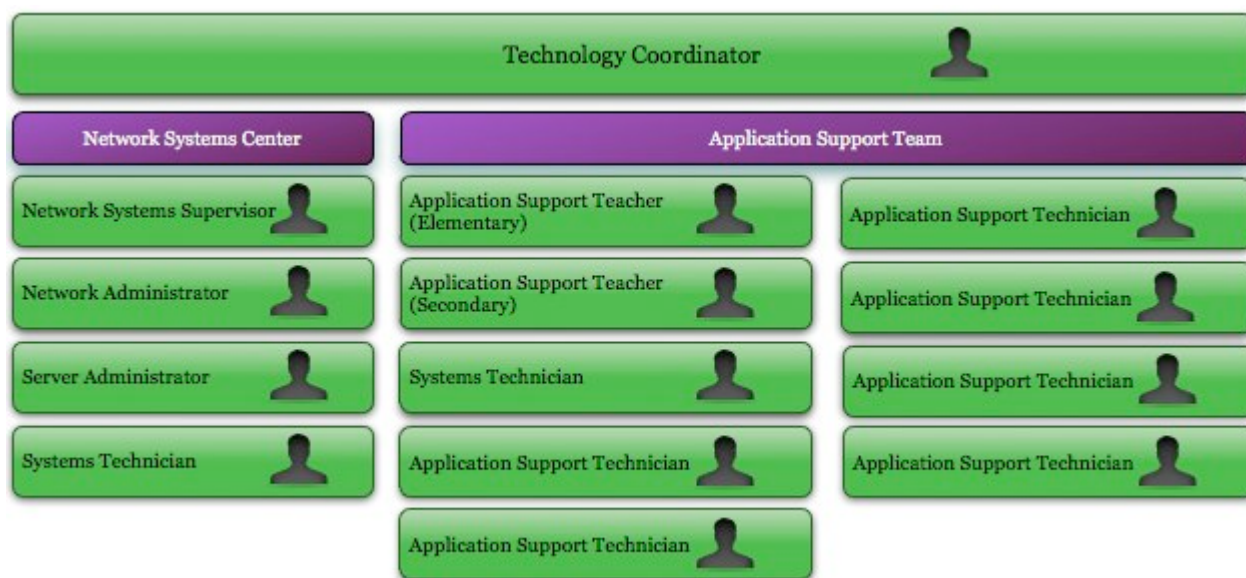 Technology Coordinator
Network Systems Center
Application Support Team
Network Systems Supervisor
Network Administrator
Server Administrator
Systems Technician
Application Support Teacher
(Elementary)
Application Support Teacher
(Secondary)
Systems Technician
Application Support Technician
Application Support Technician
Application Support Technician
Application Support Technician
Application Support Technician
Application Support Technician